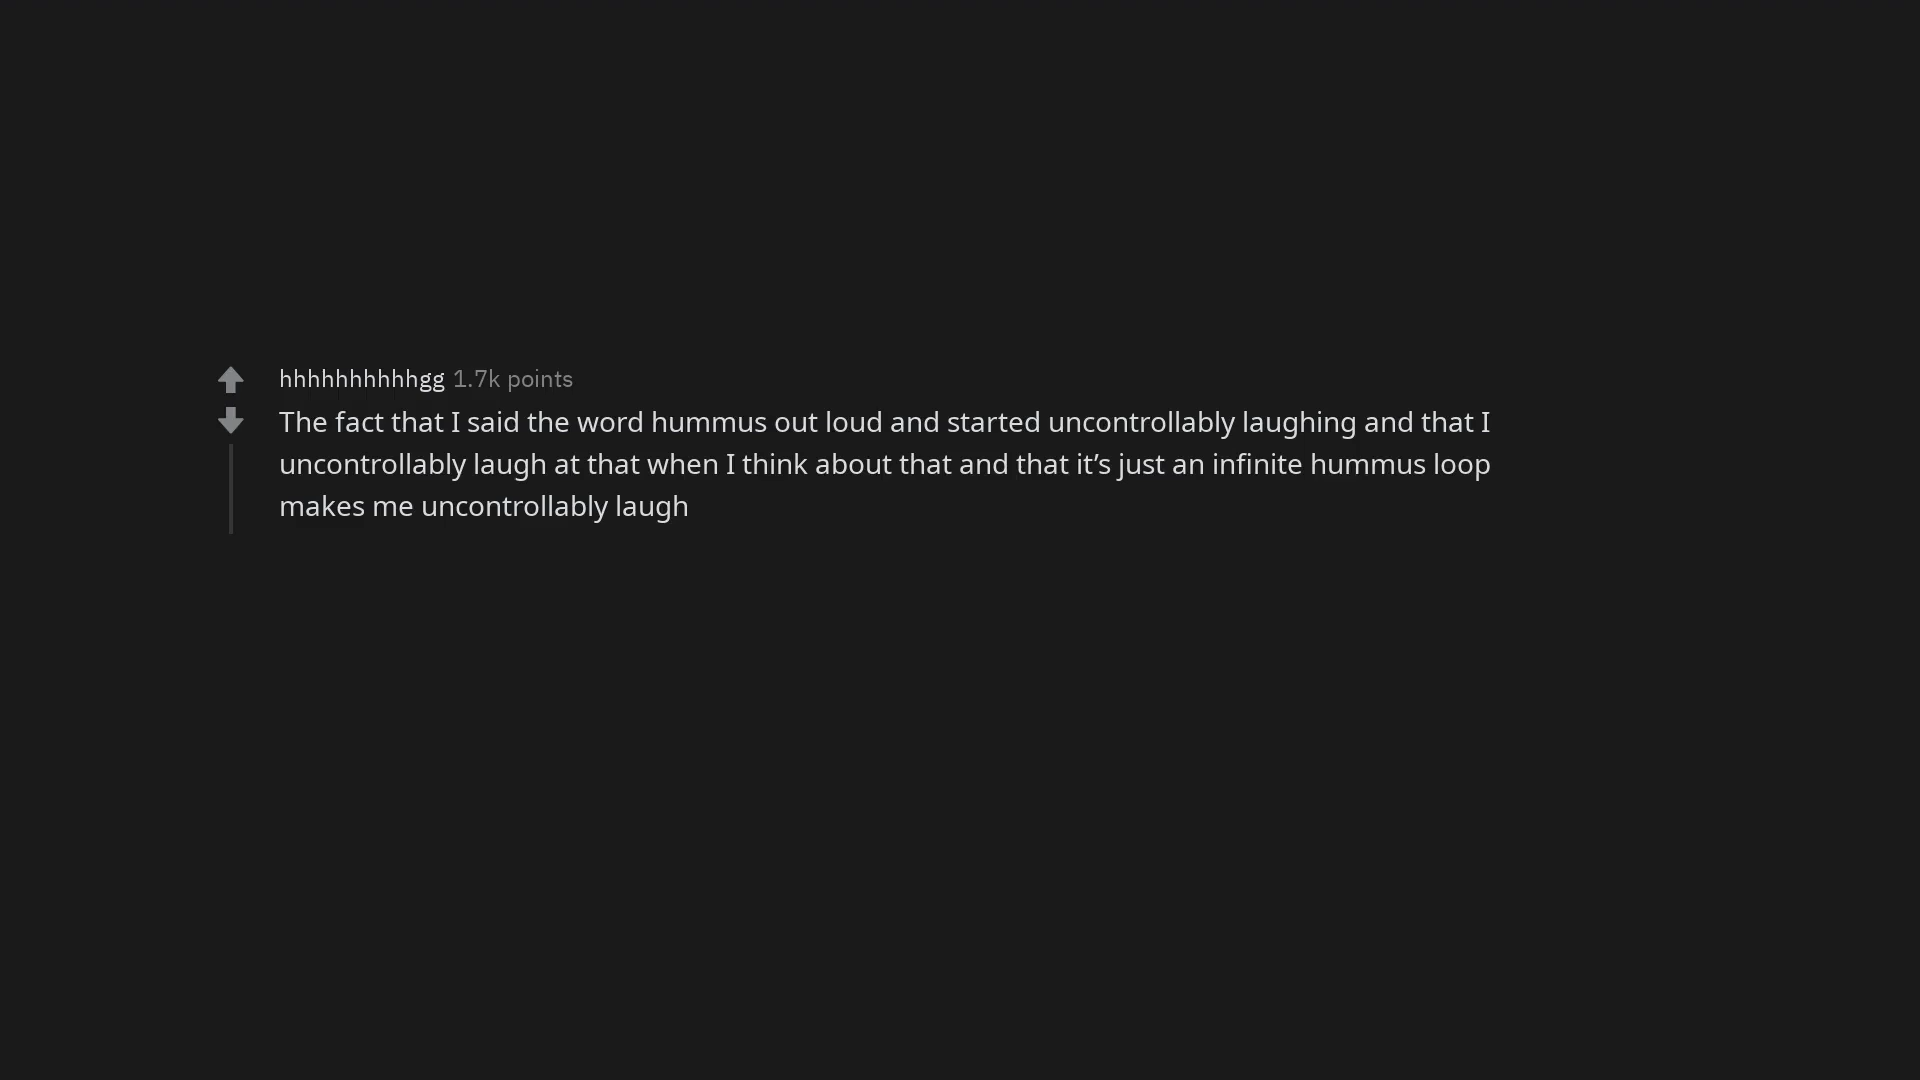 hhhhhhhhhhgg 1.7k points
The fact that I said the word hummus out loud and started uncontrollably laughing and that I
uncontrollably laugh at that when I think about that and that it’s just an infinite hummus loop
makes me uncontrollably laugh